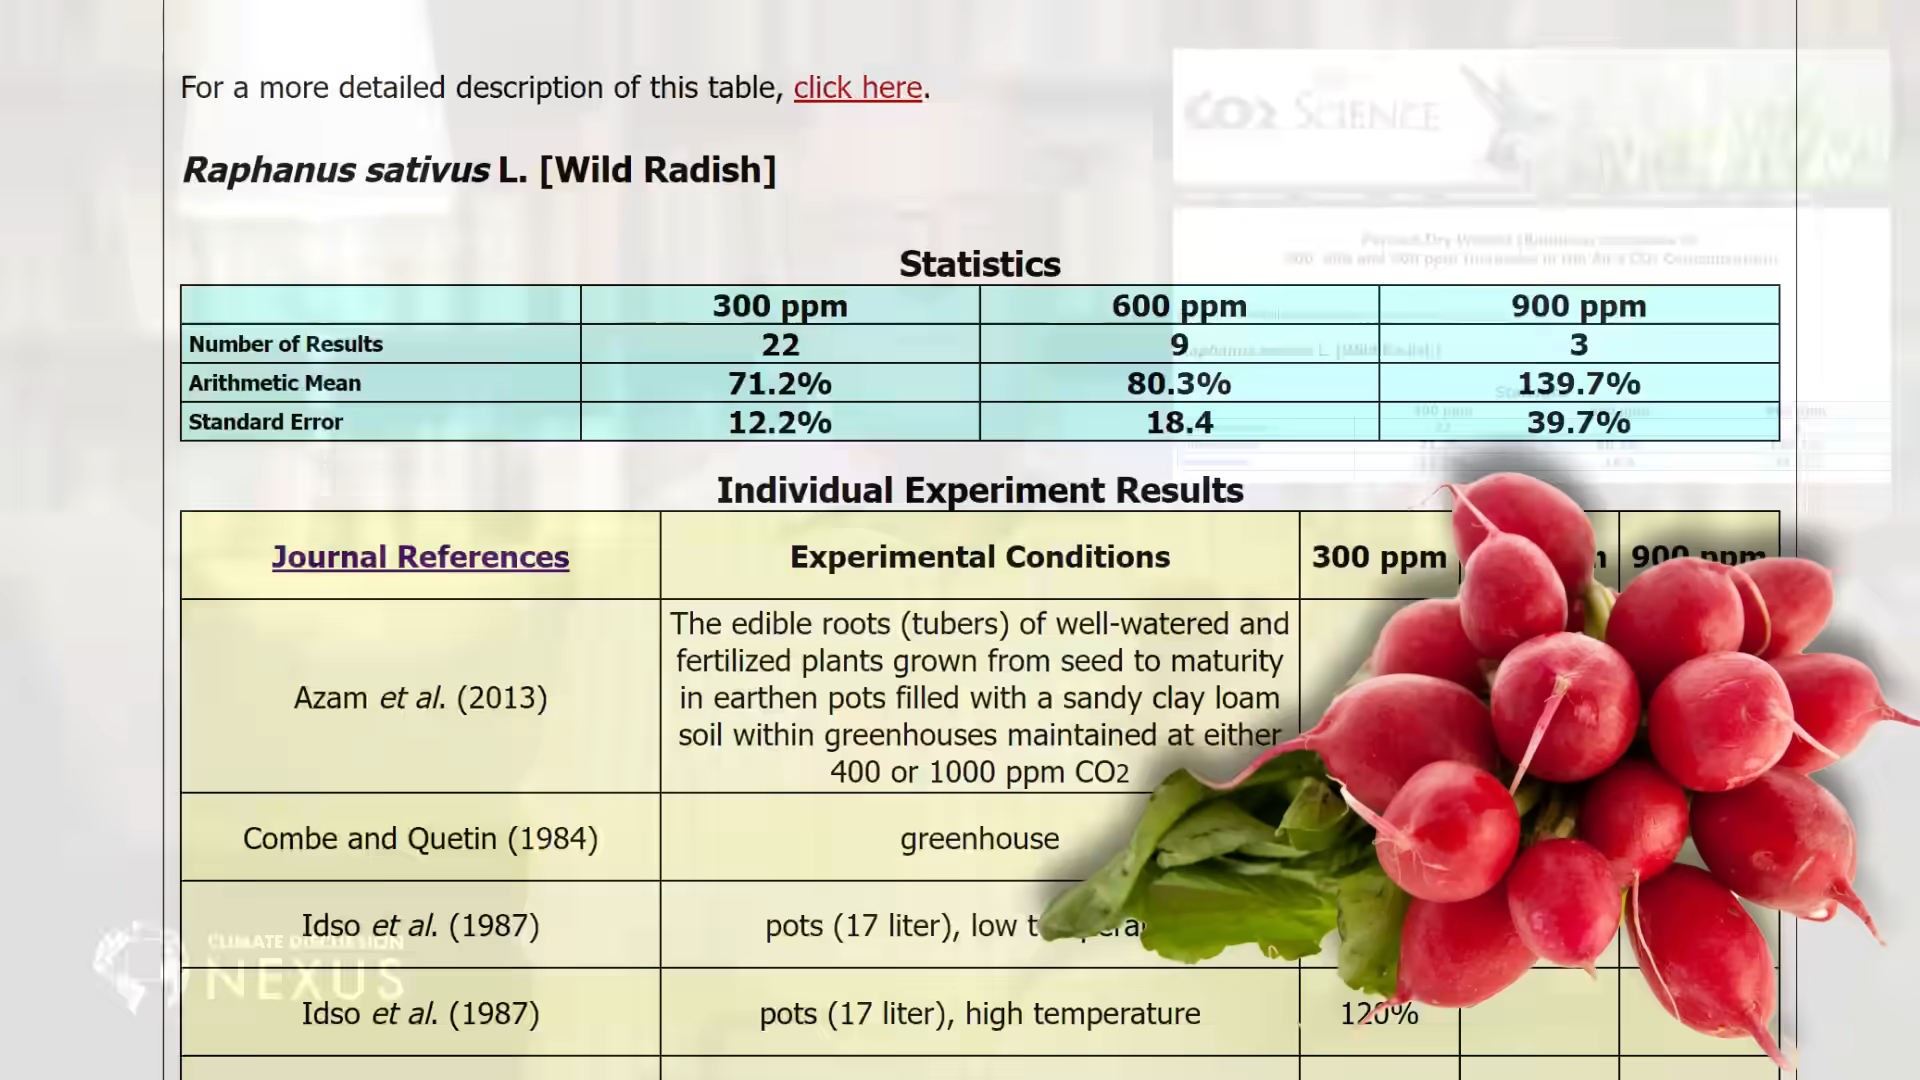 For a more detailed description of this table, click here.
CO2 SCIENCE
Raphanus sativus L. [Wild Radish]
Statistics
300 ppm 600 ppm 900 ppm
Number of Results 22 9 3
Arithmetic Mean 71.2% 80.3% 139.7%
Standard Error 12.2% 18.4 39.7%
Individual Experiment Results
Journal References Experimental Conditions 300 ppm 900 ppm
The edible roots (tubers) of well-watered and
fertilized plants grown from seed to maturity
Azam et al. (2013) in earthen pots filled with a sandy clay loam
soil within greenhouses maintained at either
400 or 1000 ppm CO2
Combe and Quetin (1984) greenhouse
Idso et al. (1987) pots (17 liter), low
CLIMATE DISCUSSION
NEXUS
Idso et al. (1987) pots (17 liter), high temperature 120%